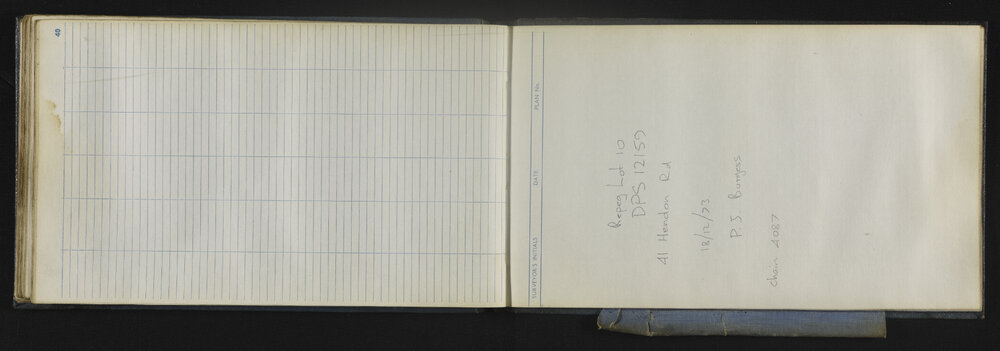 40
SURVEYOR'S INITIALS DATE PLAN No.
Repeg Lot 10
DPS 12159
41 Hendon Rd
18/12/73
P. J. Burgess
chain 4087